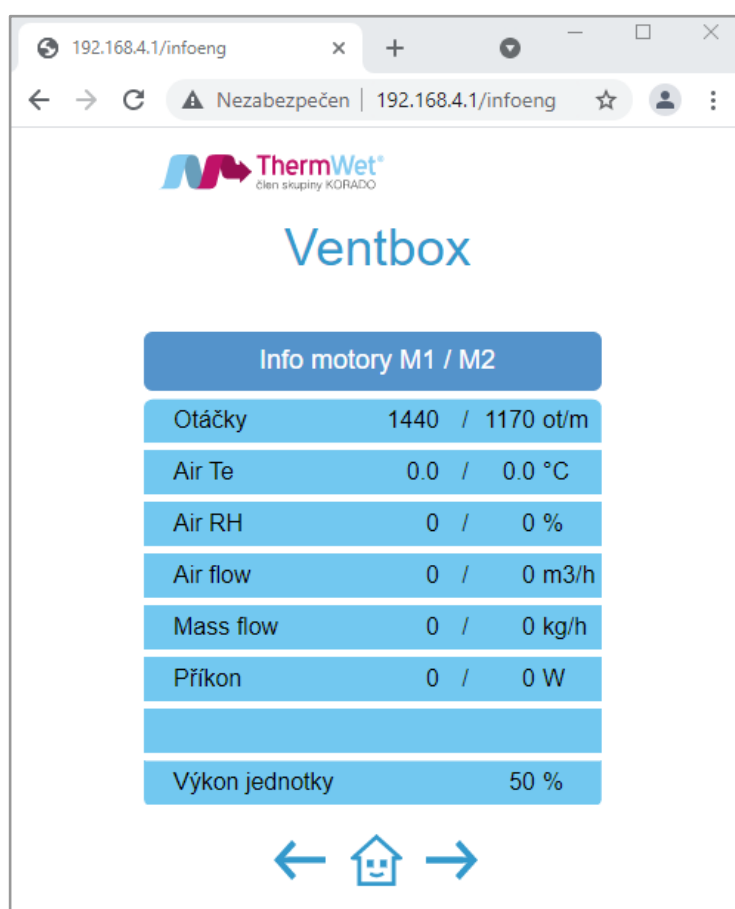 192.168.4.1/infoeng
Nezabezpečen | 192.168.4.1/infoeng
ThermWet®
člen skupiny KORADO
Ventbox
Info motory M1 / M2
Otáčky 1440 / 1170 ot/m
Air Te 0.0 / 0.0 °C
Air RH 0 / 0 %
Air flow 0 / 0 m3/h
Mass flow 0 / 0 kg/h
Příkon 0 / 0 W
Výkon jednotky 50 %